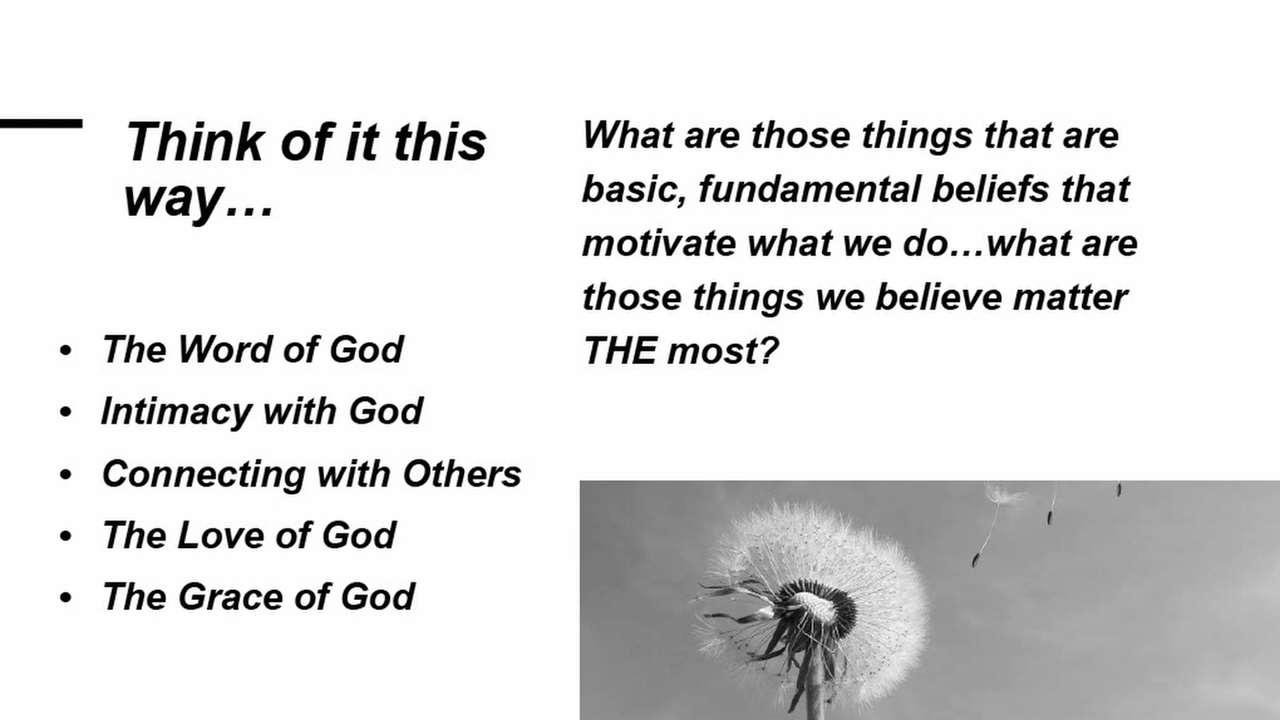 Think of it this
way…
• The Word of God
• Intimacy with God
• Connecting with Others
• The Love of God
• The Grace of God
What are those things that are
basic, fundamental beliefs that
motivate what we do…what are
those things we believe matter
THE most?